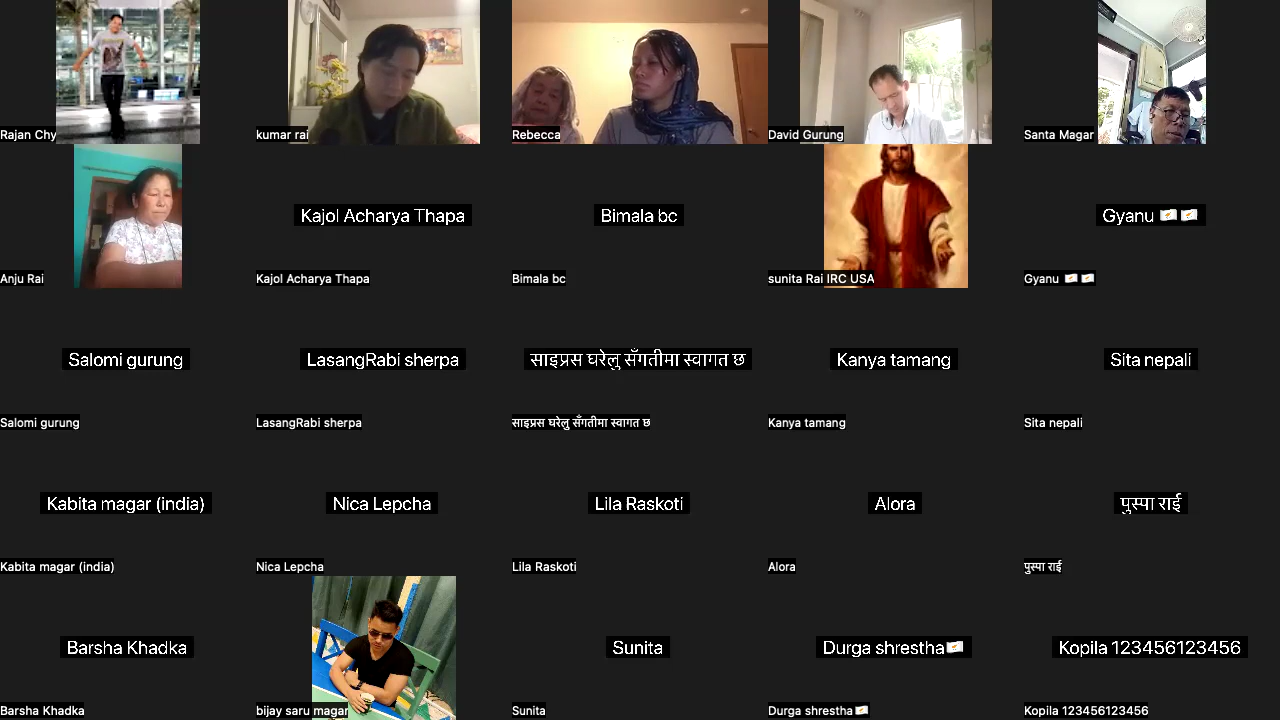 Rajan Chy
kumar rai
Rebecca
David Gurung
Santa Magar
Kajol Acharya Thapa
Bimala bc
Gyanu 🇨🇾 🇨🇾
Anju Rai
Kajol Acharya Thapa
Bimala bc
sunita Rai IRC USA
Gyanu 🇨🇾 🇨🇾
Salomi gurung
LasangRabi sherpa
साइप्रस घरेलु सँगतीमा स्वागत छ
Kanya tamang
Sita nepali
Salomi gurung
LasangRabi sherpa
साइप्रस घरेलु सँगतीमा स्वागत छ
Kanya tamang
Sita nepali
Kabita magar (india)
Nica Lepcha
Lila Raskoti
Alora
पुस्पा राई
Kabita magar (india)
Nica Lepcha
Lila Raskoti
Alora
पुस्पा राई
Barsha Khadka
Sunita
Durga shrestha🇨🇾
Kopila 123456123456
Barsha Khadka
bijay saru magar
Sunita
Durga shrestha🇨🇾
Kopila 123456123456